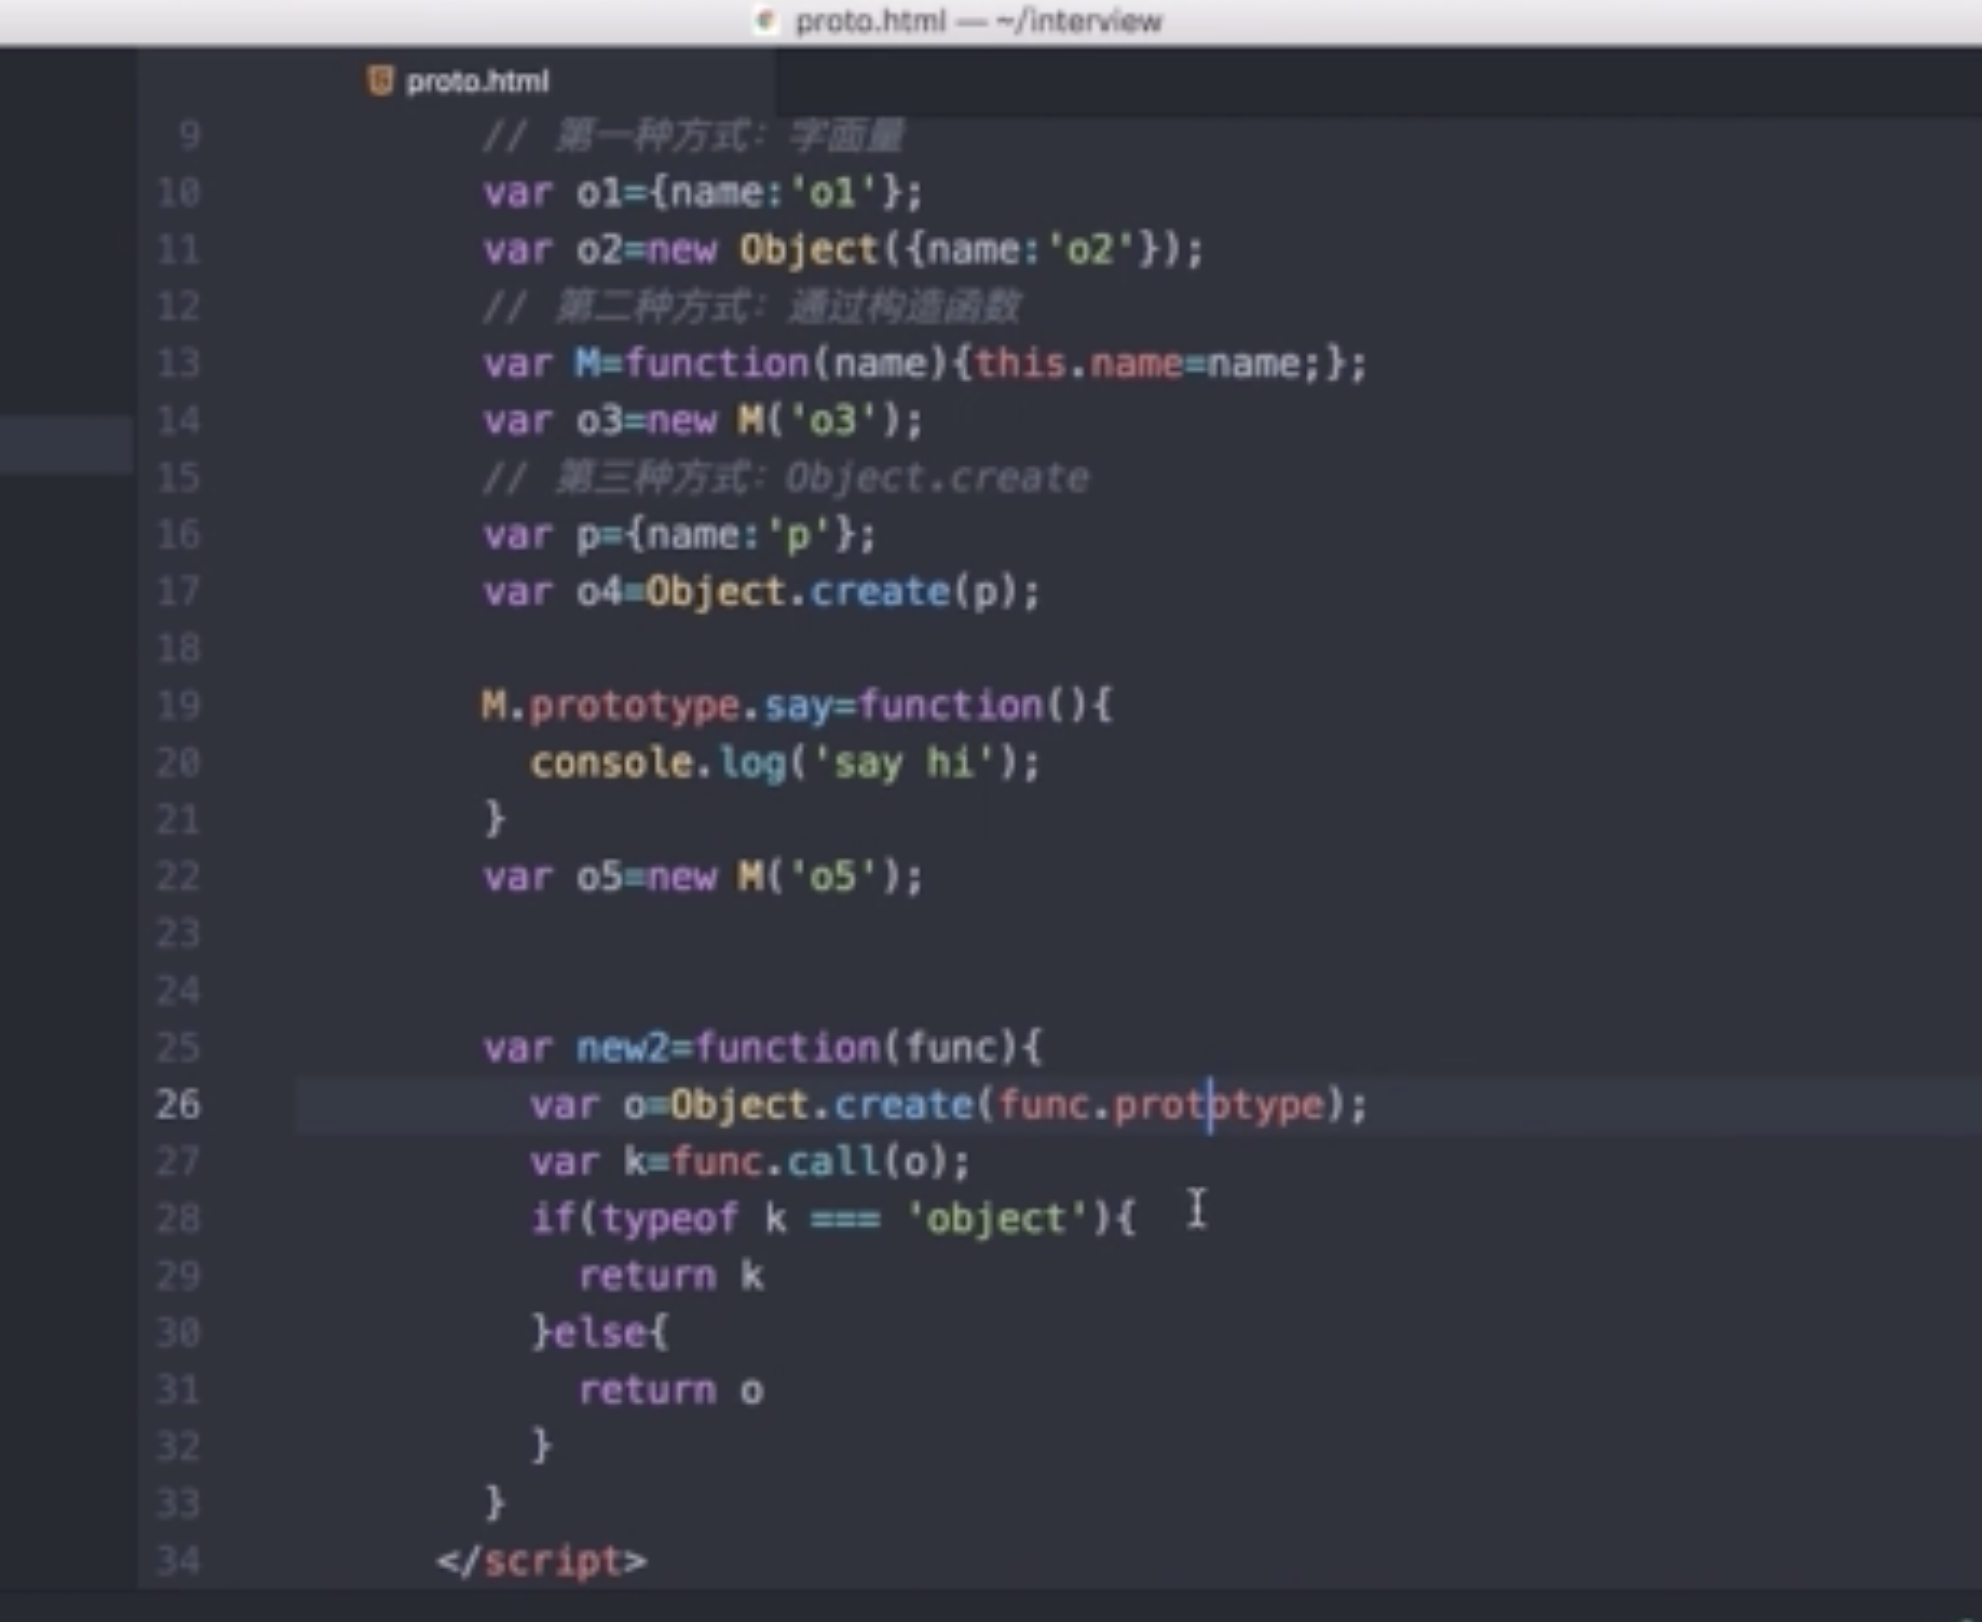 proto.html — ~/interview
proto.html
9 // 第一种方式：字面量
10 var o1={name:'o1'};
11 var o2=new Object({name:'o2'});
12 // 第二种方式：通过构造函数
13 var M=function(name){this.name=name;};
14 var o3=new M('o3');
15 // 第三种方式：Object.create
16 var p={name:'p'};
17 var o4=Object.create(p);
18
19 M.prototype.say=function(){
20 console.log('say hi');
21 }
22 var o5=new M('o5');
23
24
25 var new2=function(func){
26 var o=Object.create(func.prototype);
27 var k=func.call(o);
28 if(typeof k === 'object'){
29 return k
30 }else{
31 return o
32 }
33 }
34 </script>